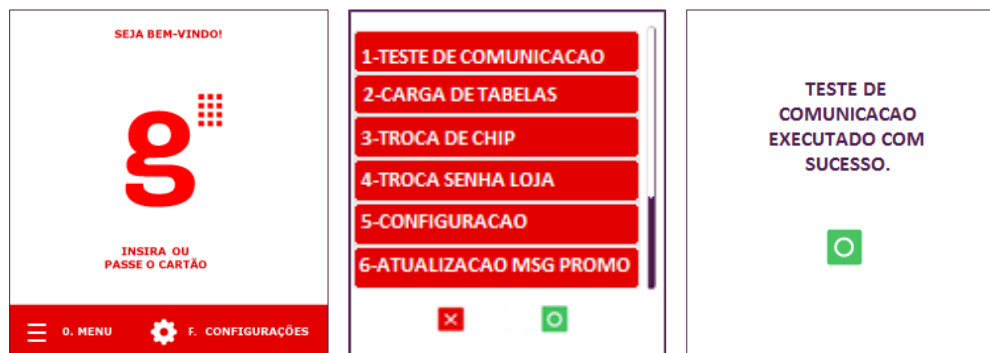 SEJA BEM-VINDO!
g
INSIRA OU
PASSE O CARTÃO
0. MENU
F. CONFIGURAÇÕES
1-TESTE DE COMUNICACAO
2-CARGA DE TABELAS
3-TROCA DE CHIP
4-TROCA SENHA LOJA
5-CONFIGURACAO
6-ATUALIZACAO MSG PROMO
TESTE DE
COMUNICACAO
EXECUTADO COM
SUCESSO.